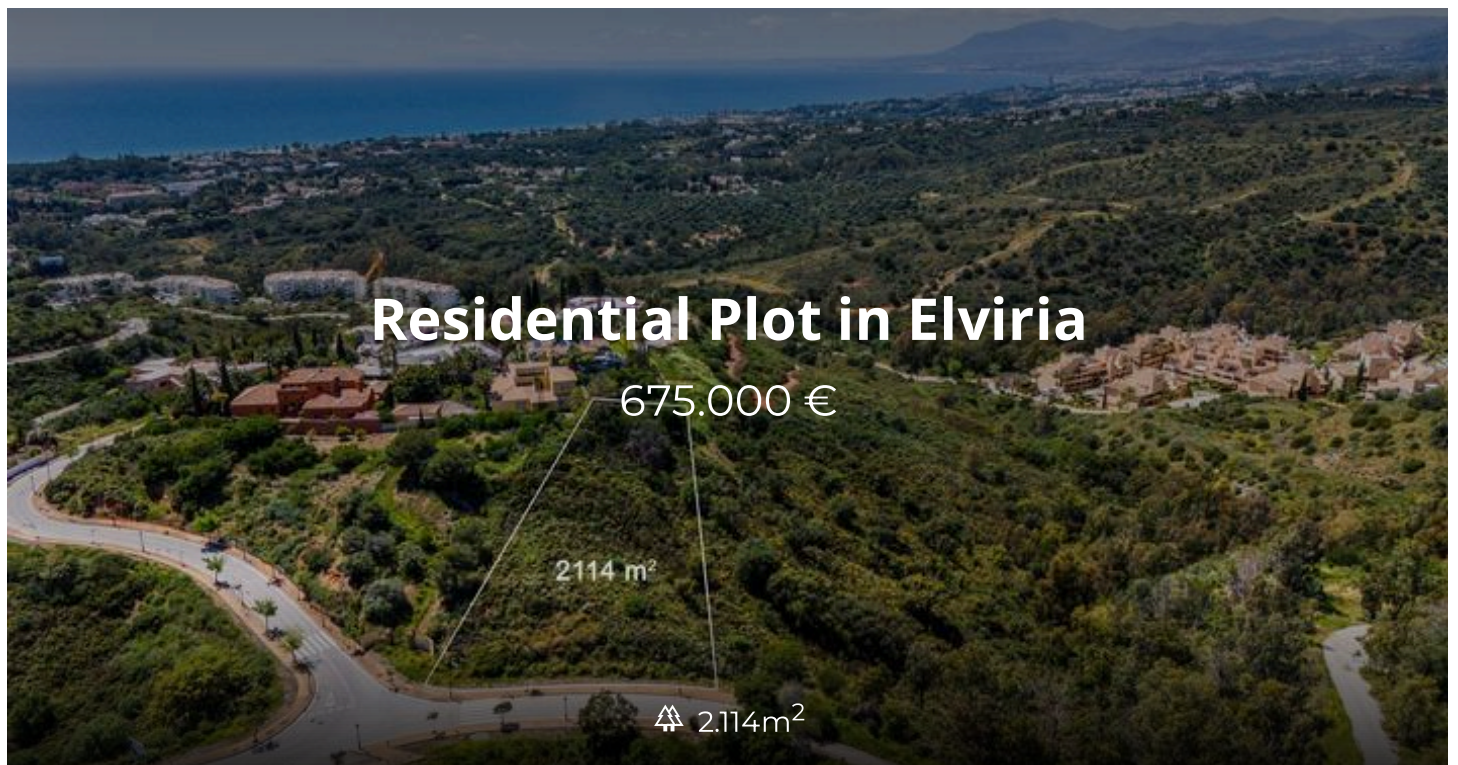 Residential Plot in Elviria
675.000 €
2114 m²
2.114m²